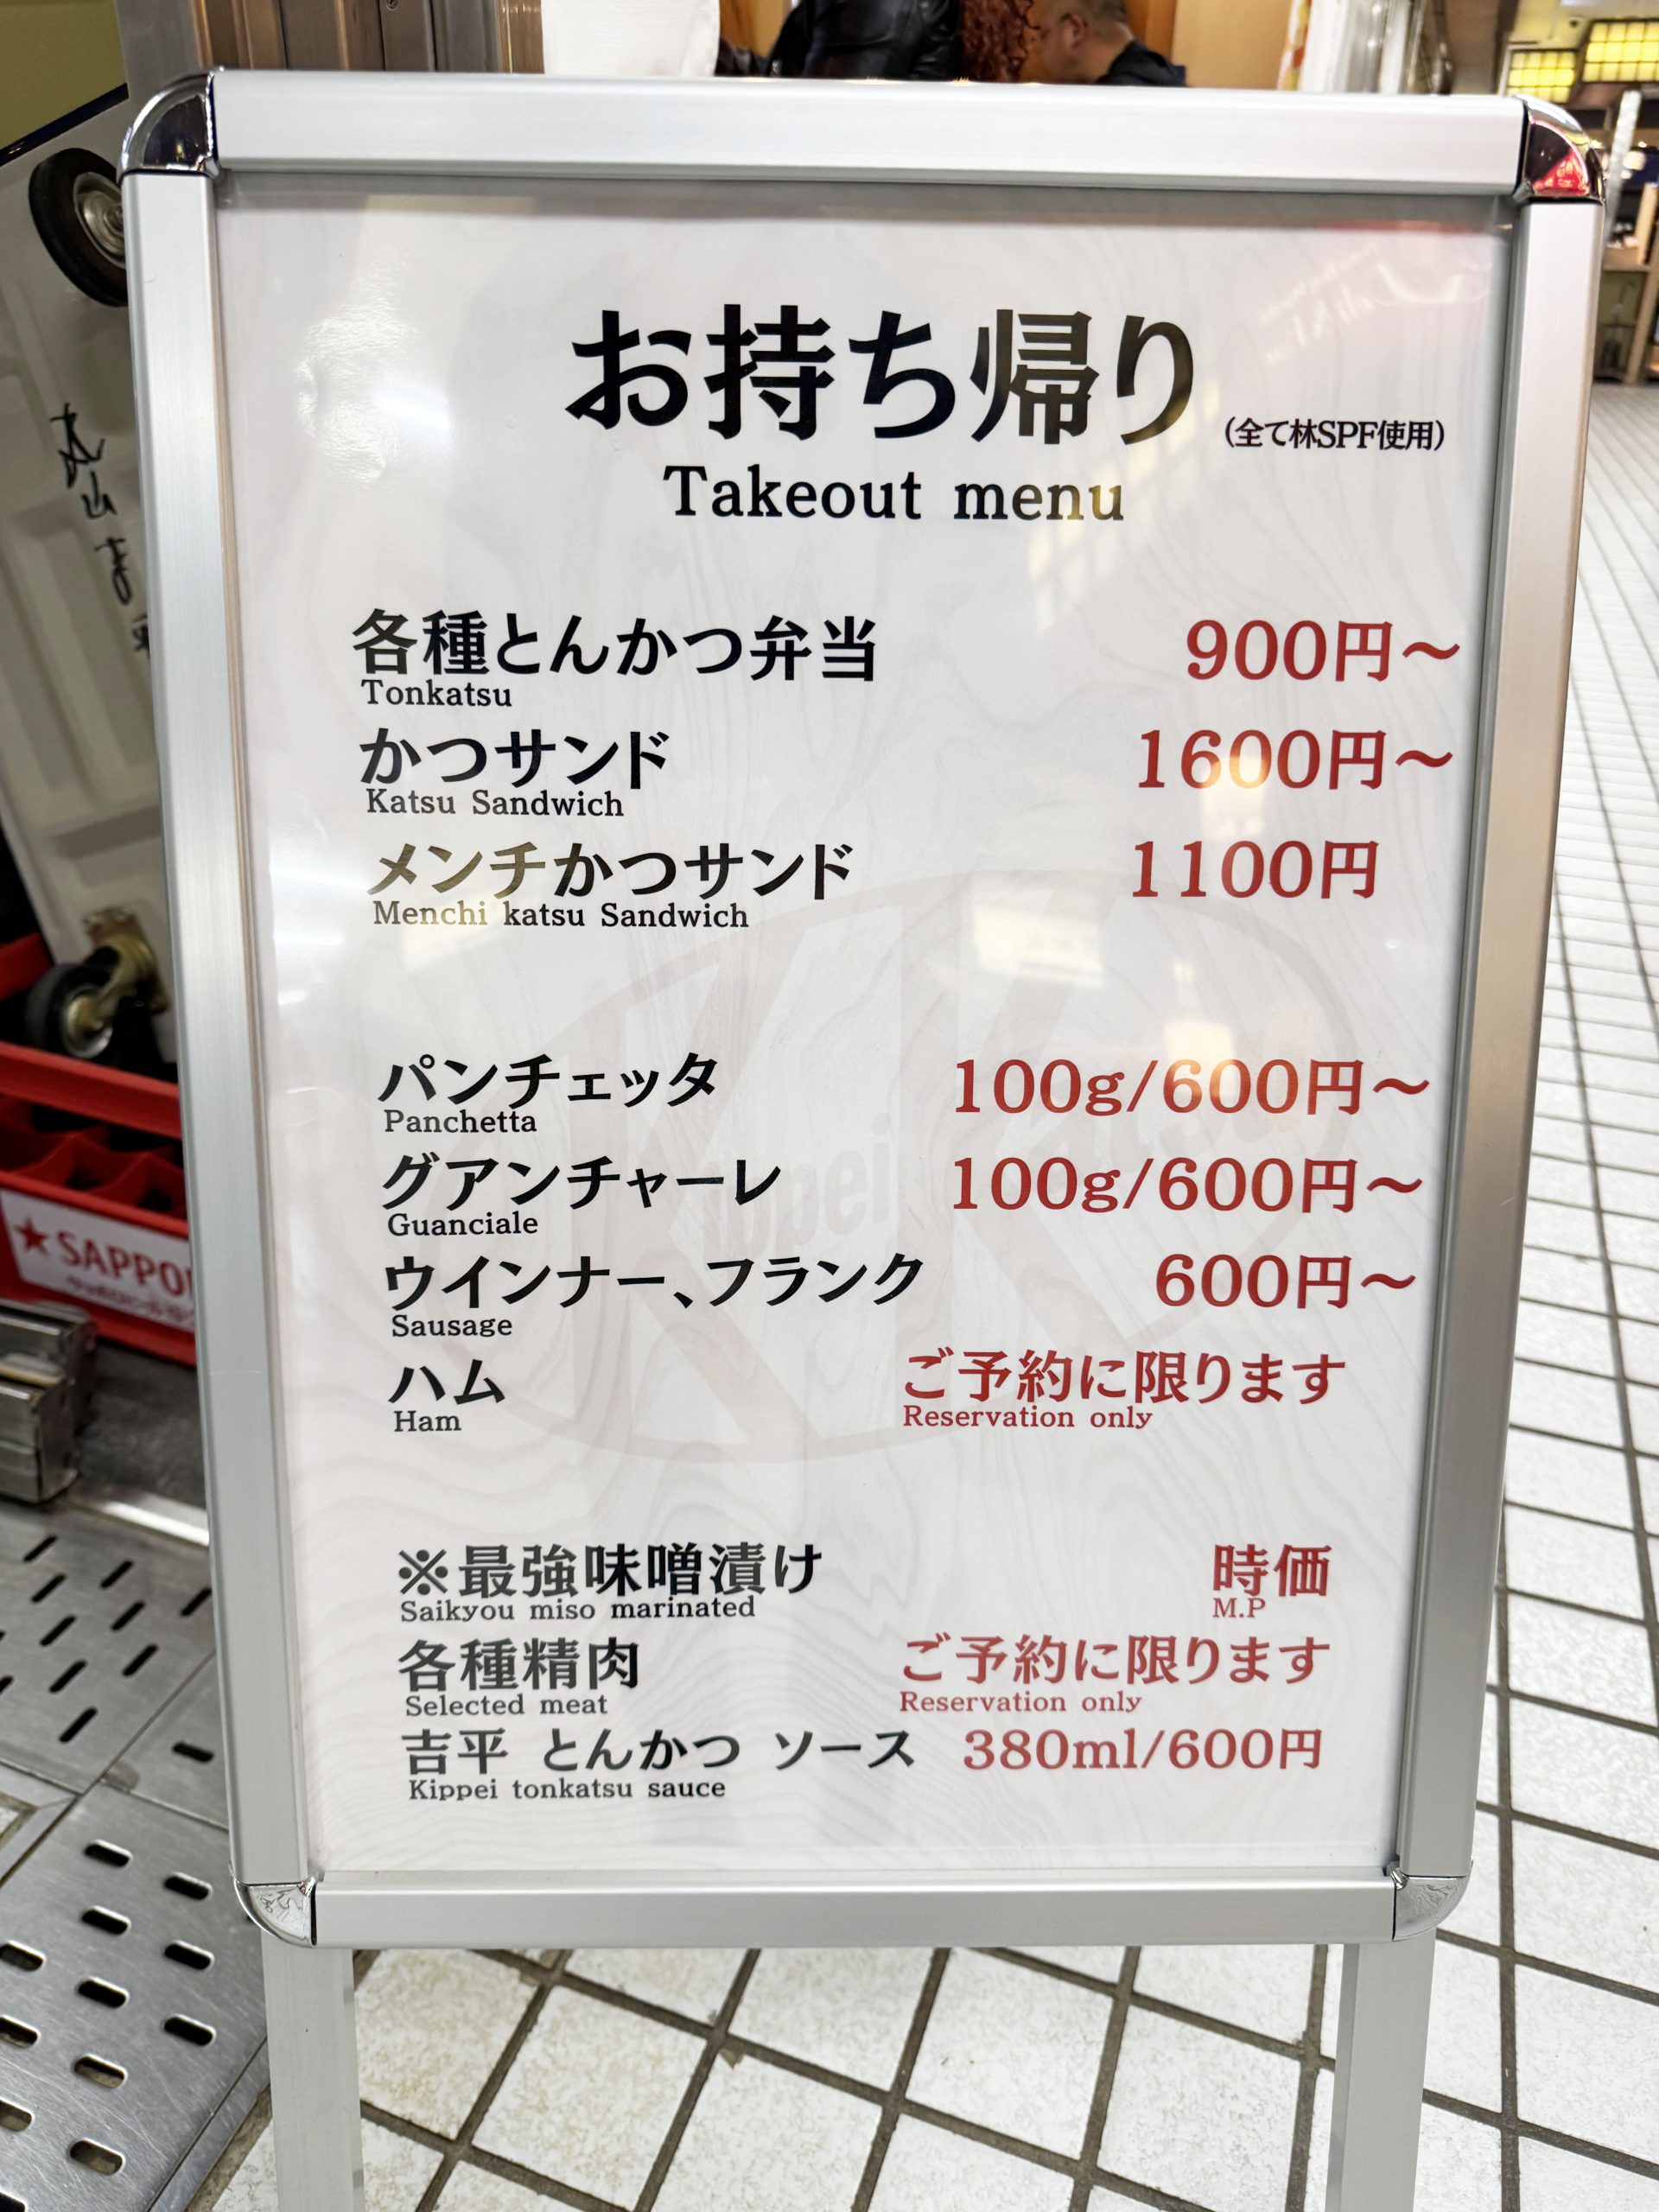 お持ち帰り (全て林SPF使用)
Takeout menu
各種とんかつ弁当 900円～
Tonkatsu
かつサンド 1600円～
Katsu Sandwich
メンチかつサンド 1100円
Menchi katsu Sandwich
パンチェッタ 100g/600円～
Panchetta
グアンチャーレ 100g/600円～
Guanciale
ウインナー、フランク 600円～
Sausage
ハム ご予約に限ります
Ham Reservation only
※最強味噌漬け 時価
Saikyou miso marinated M.P
各種精肉 ご予約に限ります
Selected meat Reservation only
吉平 とんかつ ソース 380ml/600円
Kippei tonkatsu sauce
★SAPPO